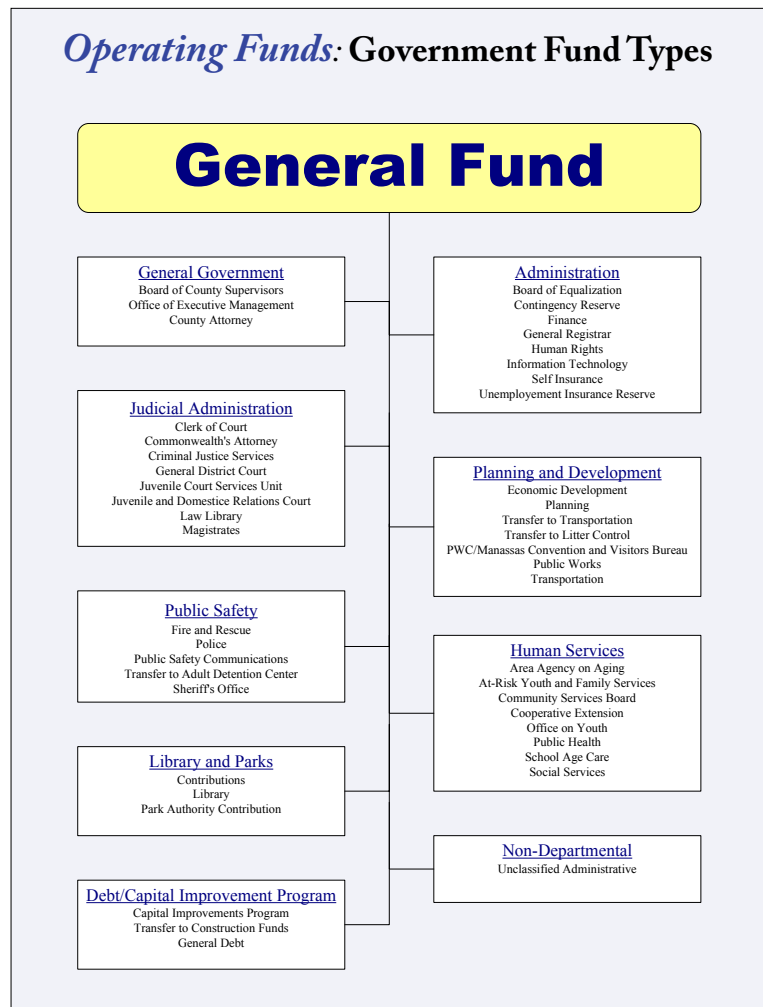 Operating Funds: Government Fund Types
General Fund
General Government
Board of County Supervisors
Office of Executive Management
County Attorney
Administration
Board of Equalization
Contingency Reserve
Finance
General Registrar
Human Rights
Information Technology
Self Insurance
Unemployement Insurance Reserve
Judicial Administration
Clerk of Court
Commonwealth's Attorney
Criminal Justice Services
General District Court
Juvenile Court Services Unit
Juvenile and Domestice Relations Court
Law Library
Magistrates
Planning and Development
Economic Development
Planning
Transfer to Transportation
Transfer to Litter Control
PWC/Manassas Convention and Visitors Bureau
Public Works
Transportation
Public Safety
Fire and Rescue
Police
Public Safety Communications
Transfer to Adult Detention Center
Sheriff's Office
Human Services
Area Agency on Aging
At-Risk Youth and Family Services
Community Services Board
Cooperative Extension
Office on Youth
Public Health
School Age Care
Social Services
Library and Parks
Contributions
Library
Park Authority Contribution
Non-Departmental
Unclassified Administrative
Debt/Capital Improvement Program
Capital Improvements Program
Transfer to Construction Funds
General Debt